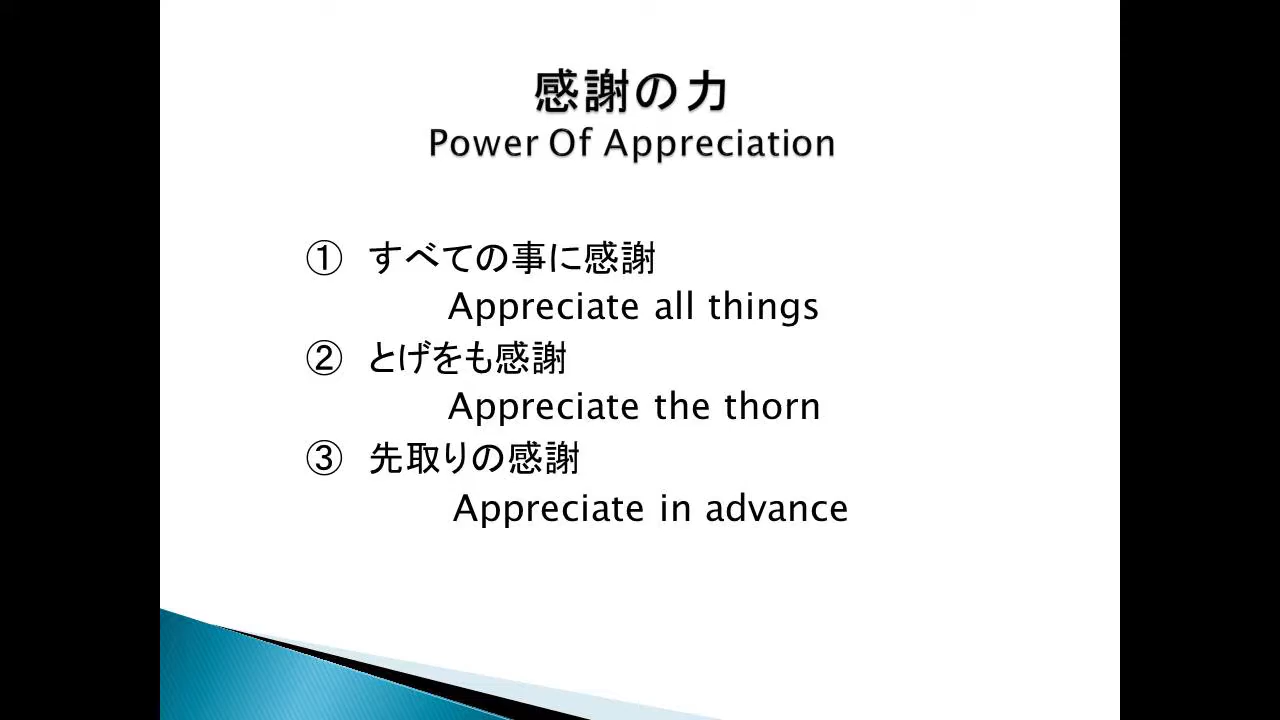 感謝の力
Power Of Appreciation
① すべての事に感謝
Appreciate all things
② とげをも感謝
Appreciate the thorn
③ 先取りの感謝
Appreciate in advance